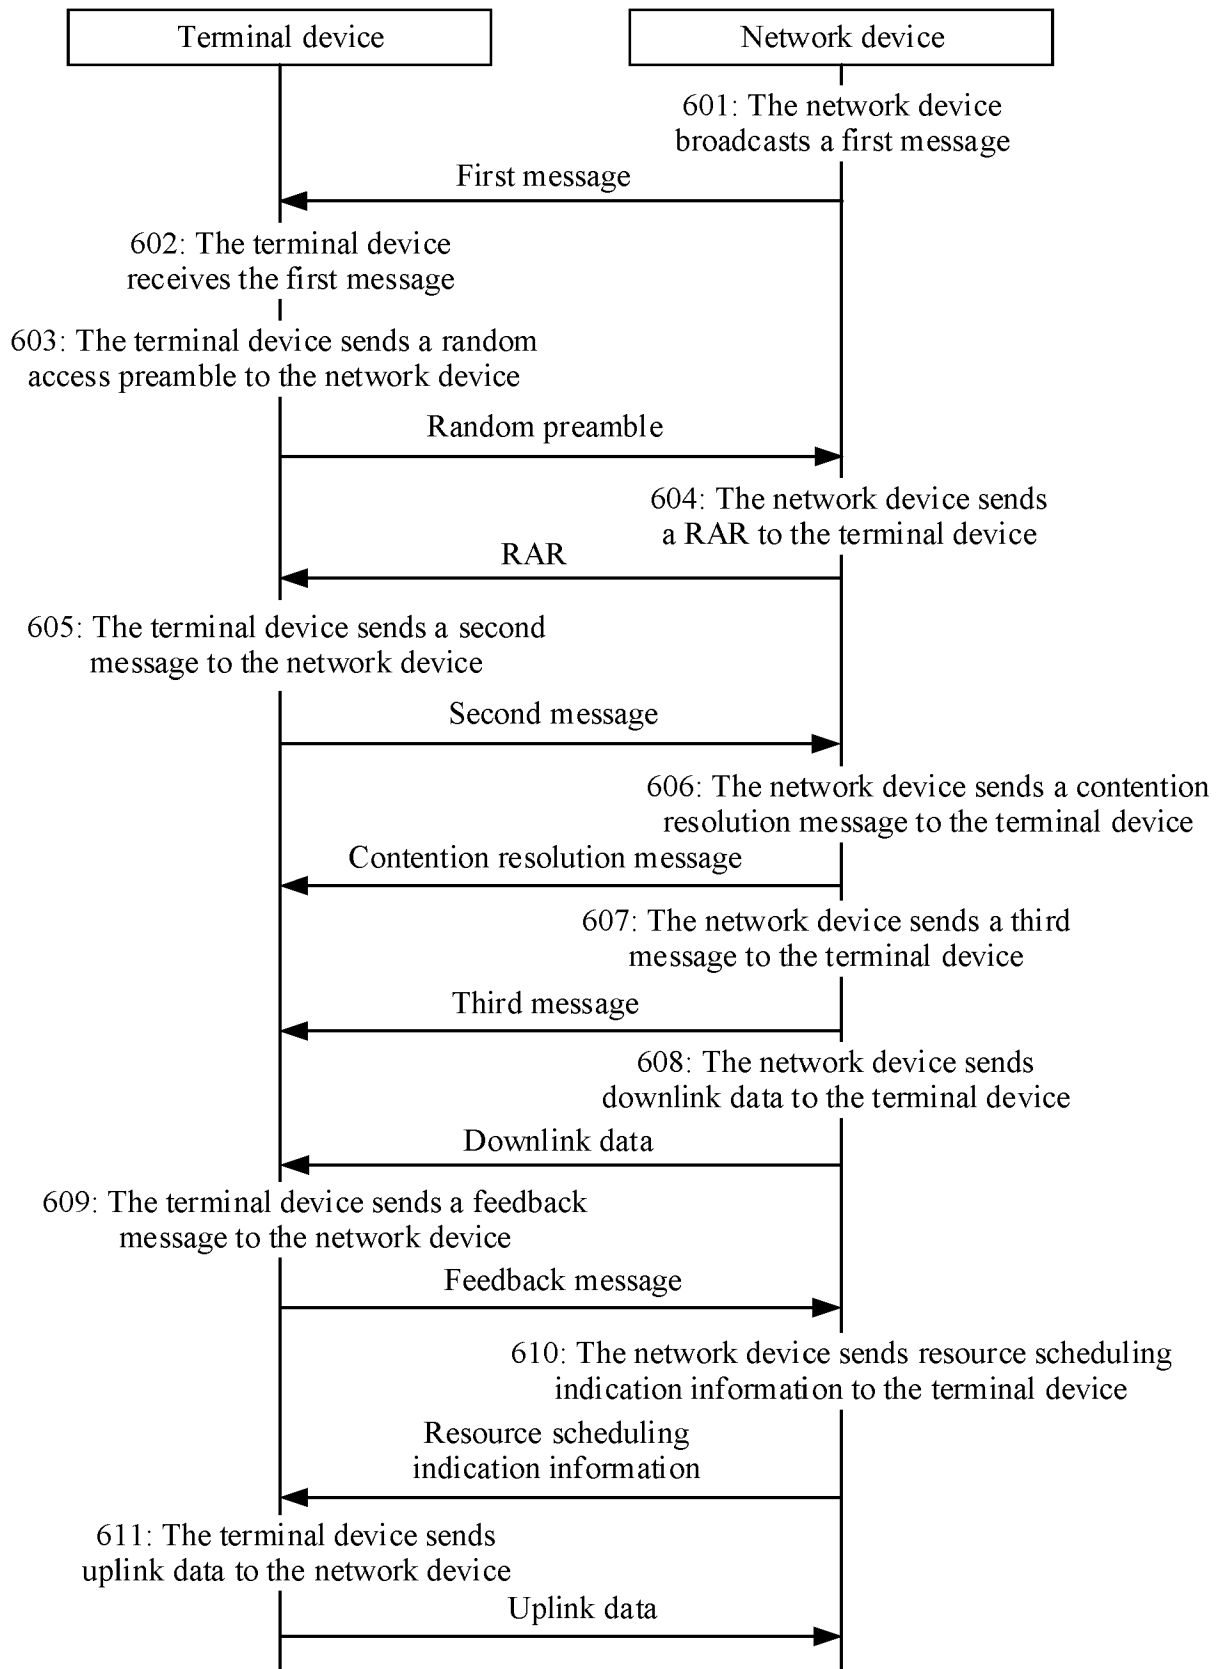 Terminal device
Network device
601: The network device
broadcasts a first message
First message
602: The terminal device
receives the first message
603: The terminal device sends a random
access preamble to the network device
Random preamble
604: The network device sends
a RAR to the terminal device
RAR
605: The terminal device sends a second
message to the network device
Second message
606: The network device sends a contention
resolution message to the terminal device
Contention resolution message
607: The network device sends a third
message to the terminal device
Third message
608: The network device sends
downlink data to the terminal device
Downlink data
609: The terminal device sends a feedback
message to the network device
Feedback message
610: The network device sends resource scheduling
indication information to the terminal device
Resource scheduling
indication information
611: The terminal device sends
uplink data to the network device
Uplink data